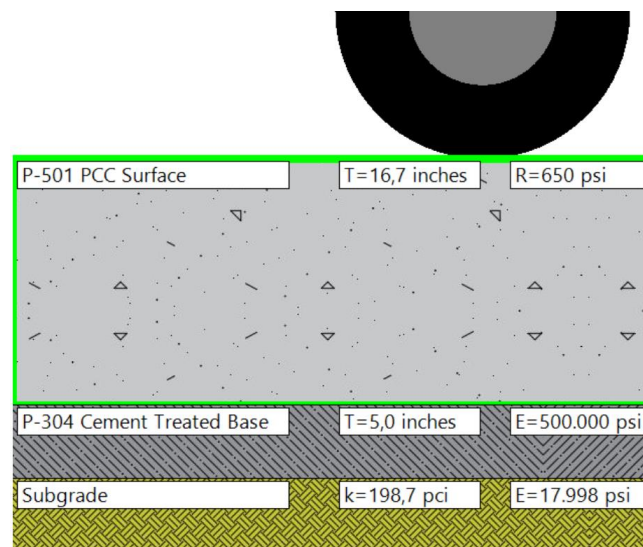 P-501 PCC Surface T=16,7 inches R=650 psi
P-304 Cement Treated Base T=5,0 inches E=500.000 psi
Subgrade k=198,7 pci E=17.998 psi